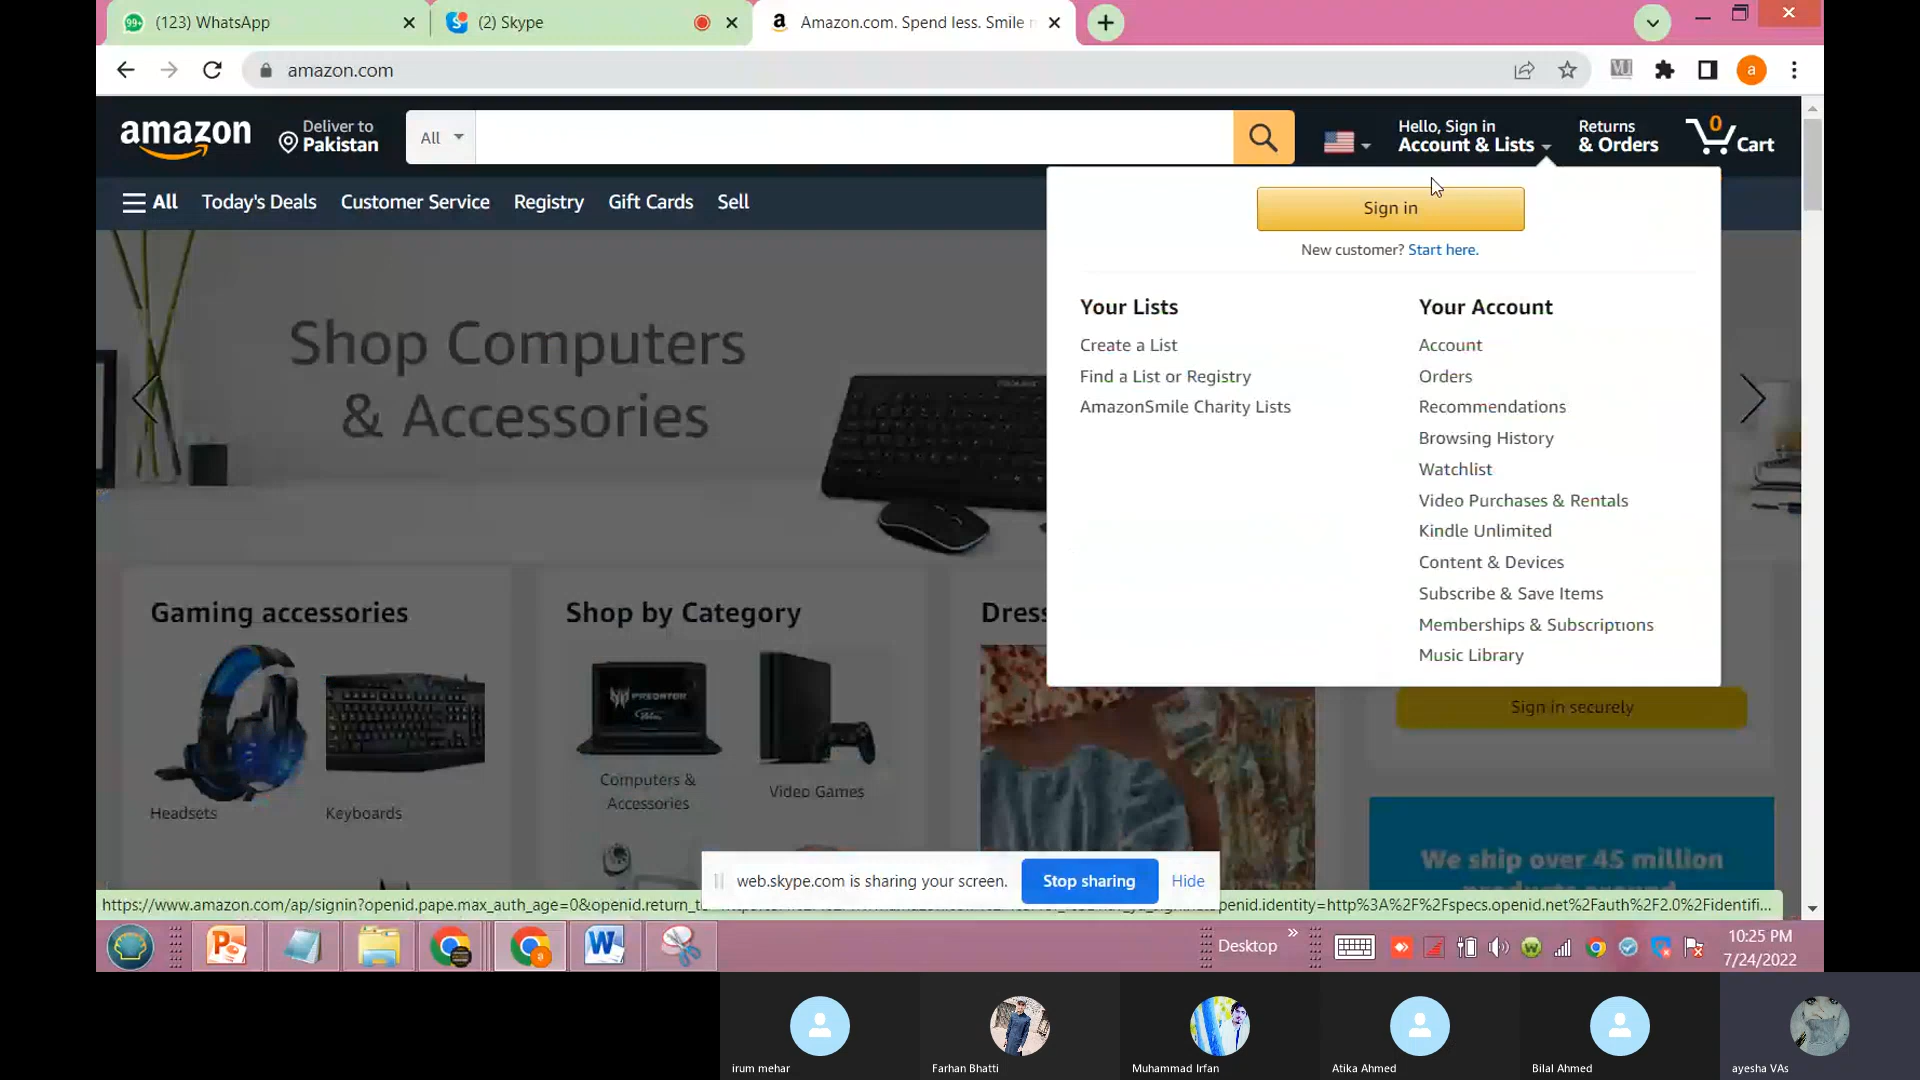 (123) WhatsApp
(2) Skype
Amazon.com. Spend less. Smile m
amazon.com
a
amazon
Deliver to
Pakistan
All
Hello, Sign in
Account & Lists
Returns
& Orders
0
Cart
All
Today's Deals
Customer Service
Registry
Gift Cards
Sell
Sign in
New customer? Start here.
Your Lists
Create a List
Find a List or Registry
AmazonSmile Charity Lists
Your Account
Account
Orders
Recommendations
Browsing History
Watchlist
Video Purchases & Rentals
Kindle Unlimited
Content & Devices
Subscribe & Save Items
Memberships & Subscriptions
Music Library
Shop Computers
& Accessories
Gaming accessories
Headsets
Keyboards
Shop by Category
PREDATOR
Computers &
Accessories
Video Games
Dres
Sign in securely
We ship over 45 million
products around
web.skype.com is sharing your screen.
Stop sharing
Hide
https://www.amazon.com/ap/signin?openid.pape.max_auth_age=0&openid.return_t
openid.identity=http%3A%2F%2Fspecs.openid.net%2Fauth%2F2.0%2Fidentifi...
Desktop
10:25 PM
7/24/2022
irum mehar
Farhan Bhatti
Muhammad Irfan
Atika Ahmed
Bilal Ahmed
ayesha VAs